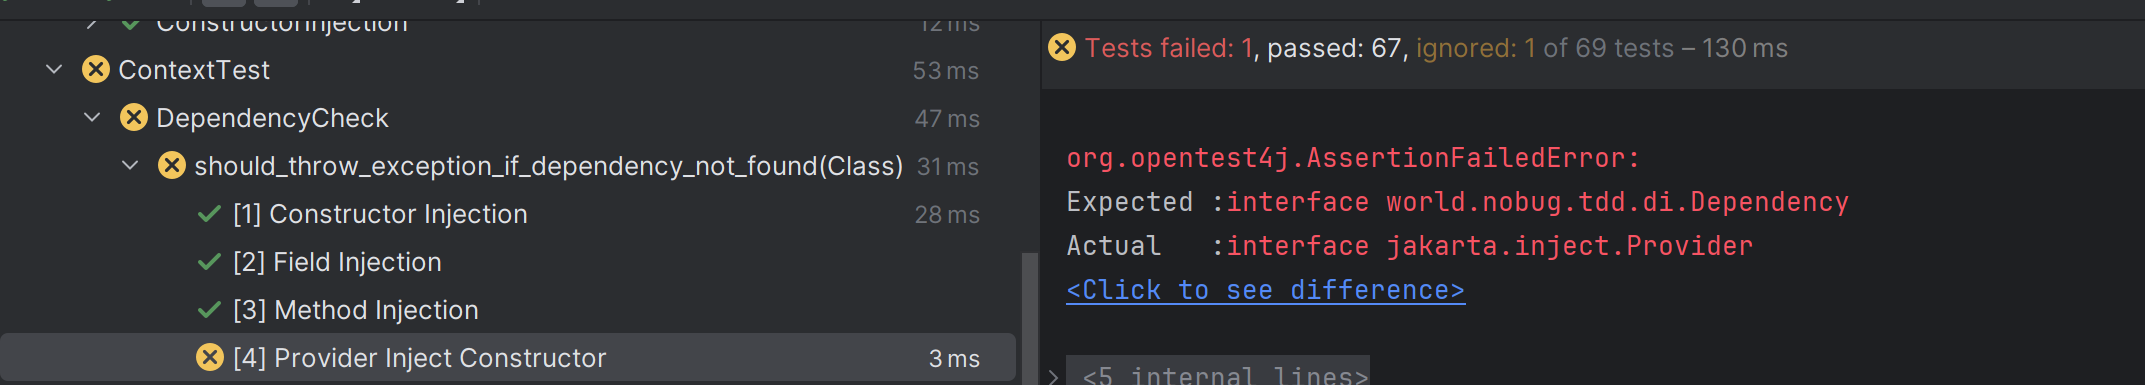 ConstructorInjection 12 ms
ContextTest 53 ms
DependencyCheck 47 ms
should_throw_exception_if_dependency_not_found(Class) 31 ms
[1] Constructor Injection 28 ms
[2] Field Injection
[3] Method Injection
[4] Provider Inject Constructor 3 ms
Tests failed: 1, passed: 67, ignored: 1 of 69 tests – 130 ms
org.opentest4j.AssertionFailedError:
Expected :interface world.nobug.tdd.di.Dependency
Actual   :interface jakarta.inject.Provider
<Click to see difference>
<5 internal lines>